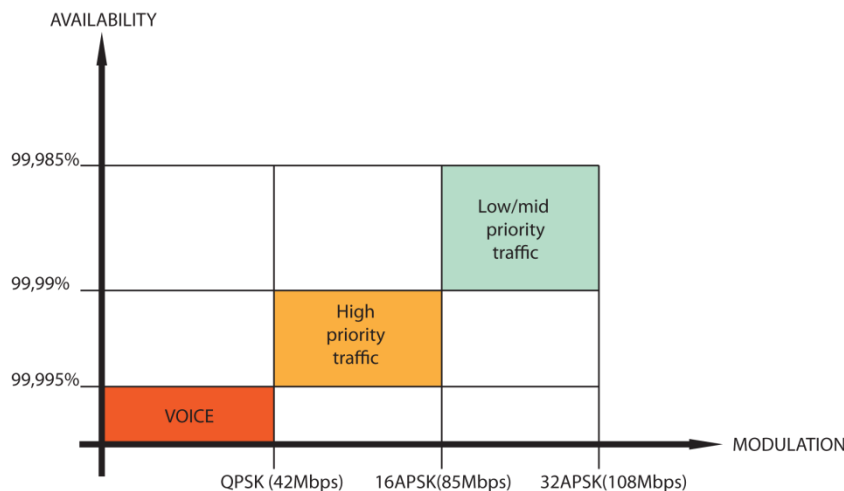 AVAILABILITY
99,985%
Low/mid
priority
traffic
99,99%
High
priority
traffic
99,995%
VOICE
MODULATION
QPSK (42Mbps)
16APSK(85Mbps)
32APSK(108Mbps)